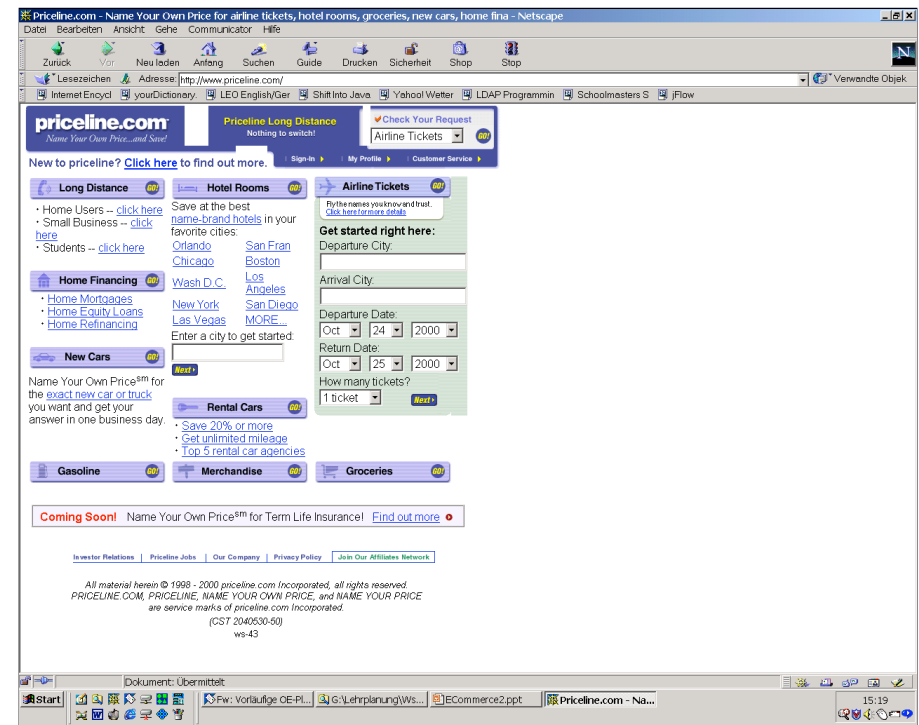 Priceline.com - Name Your Own Price for airline tickets, hotel rooms, groceries, new cars, home fina - Netscape
Datei Bearbeiten Ansicht Gehe Communicator Hilfe
Zurück Vor Neu laden Anfang Suchen Guide Drucken Sicherheit Shop Stop
N
Lesezeichen Adresse: http://www.priceline.com/ Verwandte Objek
Internet Encycl yourDictionary. LEO English/Ger Shift Into Java Yahoo! Wetter LDAP Programmin Schoolmasters S jFlow
priceline.com
Name Your Own Price...and Save!
Priceline Long Distance
Nothing to switch!
Check Your Request
Airline Tickets GO!
New to priceline? Click here to find out more.
Sign-In | My Profile | Customer Service
Long Distance GO!
· Home Users -- click here
· Small Business -- click
here
· Students -- click here
Home Financing GO!
· Home Mortgages
· Home Equity Loans
· Home Refinancing
New Cars GO!
Name Your Own Price℠ for
the exact new car or truck
you want and get your
answer in one business day.
Hotel Rooms GO!
Save at the best
name-brand hotels in your
favorite cities:
Orlando San Fran
Chicago Boston
Wash D.C. Los
Angeles
New York San Diego
Las Vegas MORE...
Enter a city to get started:
Next
Rental Cars GO!
· Save 20% or more
· Get unlimited mileage
· Top 5 rental car agencies
Airline Tickets GO!
Fly the names you know and trust.
Click here for more details
Get started right here:
Departure City:
Arrival City:
Departure Date:
Oct 24 2000
Return Date:
Oct 25 2000
How many tickets?
1 ticket Next
Gasoline GO! Merchandise GO! Groceries GO!
Coming Soon! Name Your Own Price℠ for Term Life Insurance! Find out more
Investor Relations | Priceline Jobs | Our Company | Privacy Policy | Join Our Affiliates Network
All material herein © 1998 - 2000 priceline.com Incorporated, all rights reserved.
PRICELINE.COM, PRICELINE, NAME YOUR OWN PRICE, and NAME YOUR PRICE
are service marks of priceline.com Incorporated.
(CST 2040530-50)
ws-43
Dokument: Übermittelt
Start Fw: Vorläufige OE-Pl... G:\Lehrplanung\Ws... ECommerce2.ppt Priceline.com - Na... 15:19